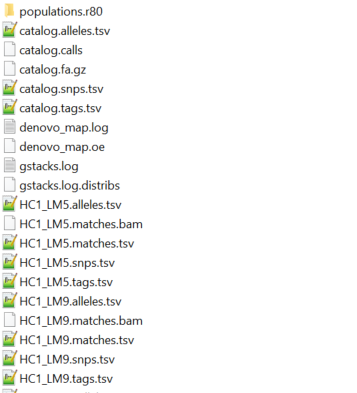 populations.r80
catalog.alleles.tsv
catalog.calls
catalog.fa.gz
catalog.snps.tsv
catalog.tags.tsv
denovo_map.log
denovo_map.oe
gstacks.log
gstacks.log.distribs
HC1_LM5.alleles.tsv
HC1_LM5.matches.bam
HC1_LM5.matches.tsv
HC1_LM5.snps.tsv
HC1_LM5.tags.tsv
HC1_LM9.alleles.tsv
HC1_LM9.matches.bam
HC1_LM9.matches.tsv
HC1_LM9.snps.tsv
HC1_LM9.tags.tsv